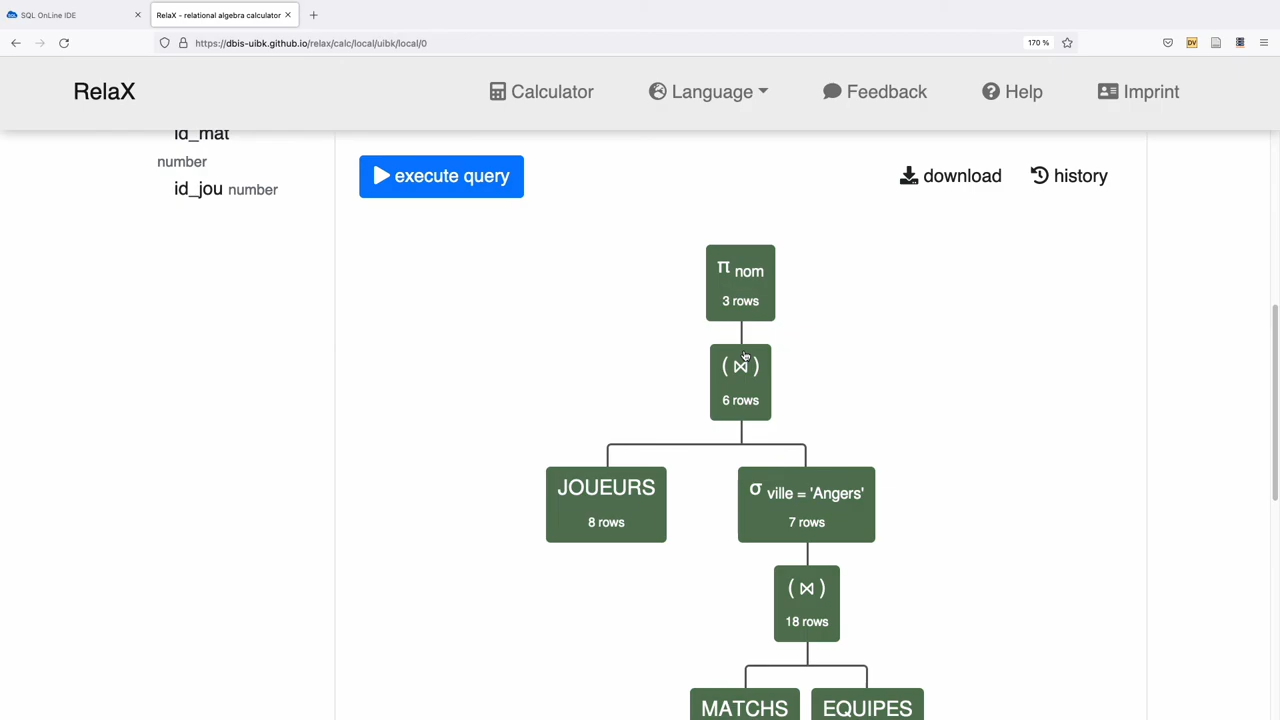 SQL OnLine IDE
RelaX - relational algebra calculator
https://dbis-uibk.github.io/relax/calc/local/uibk/local/0
170 %
DV
RelaX
Calculator
Language
Feedback
Help
Imprint
id_mat
number
id_jou number
execute query
download
history
π nom
3 rows
( ⋈ )
6 rows
JOUEURS
8 rows
σ ville = 'Angers'
7 rows
( ⋈ )
18 rows
MATCHS
EQUIPES